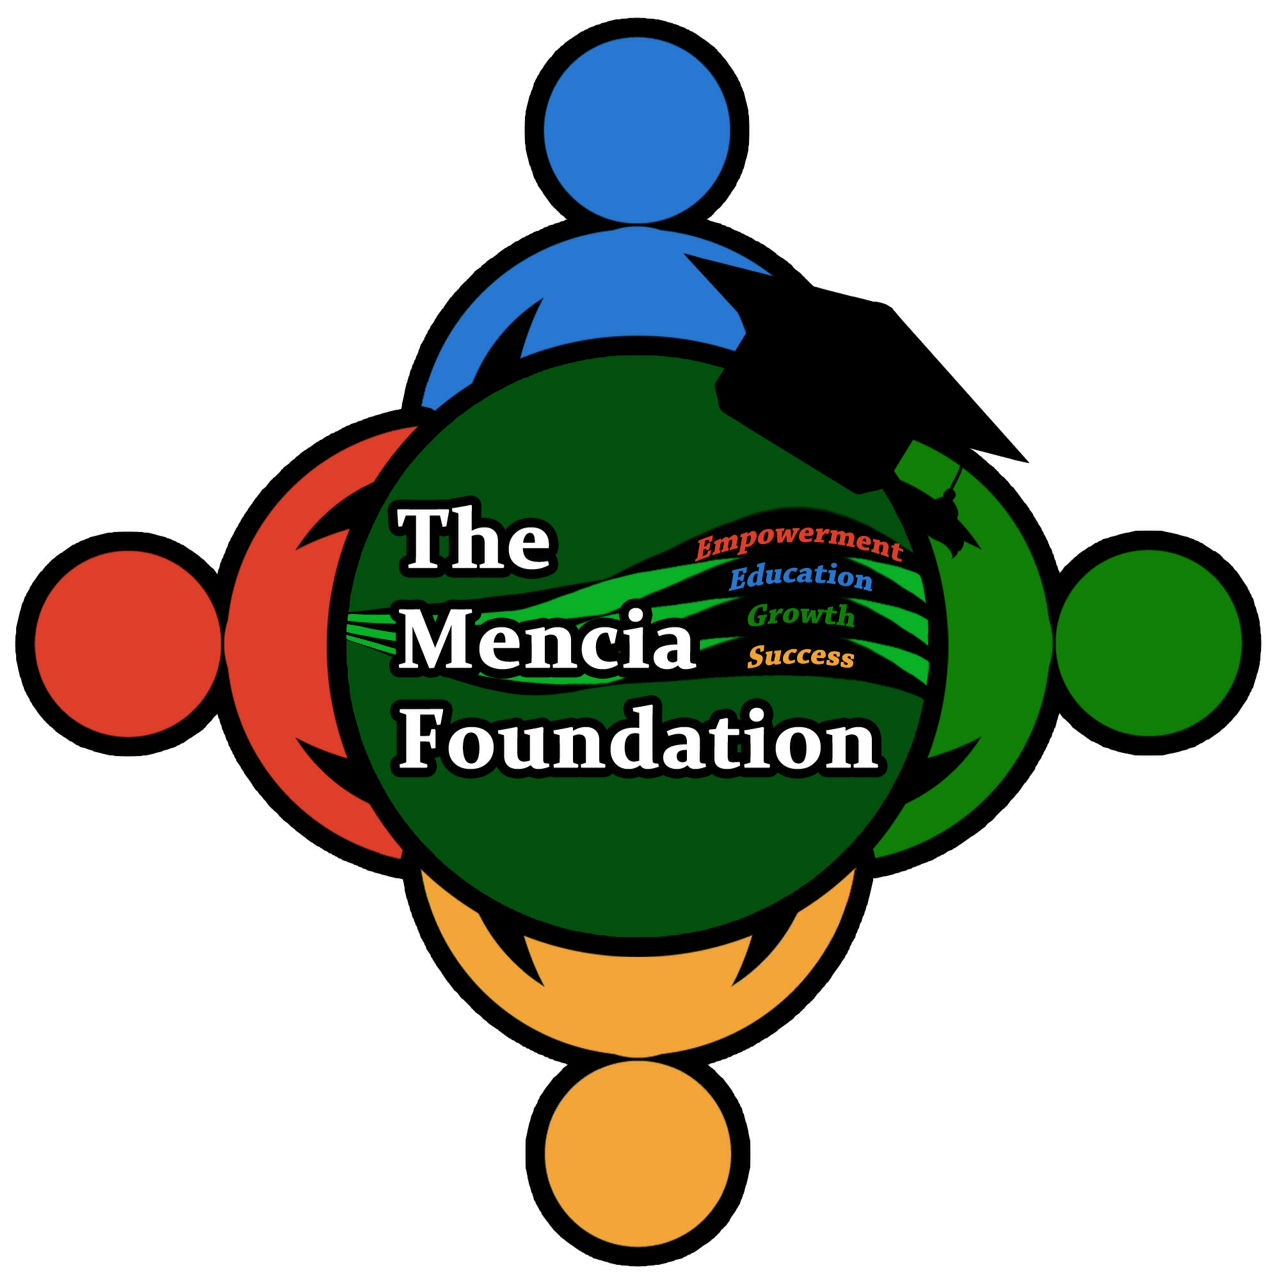 The
Mencia
Foundation
Empowerment
Education
Growth
Success